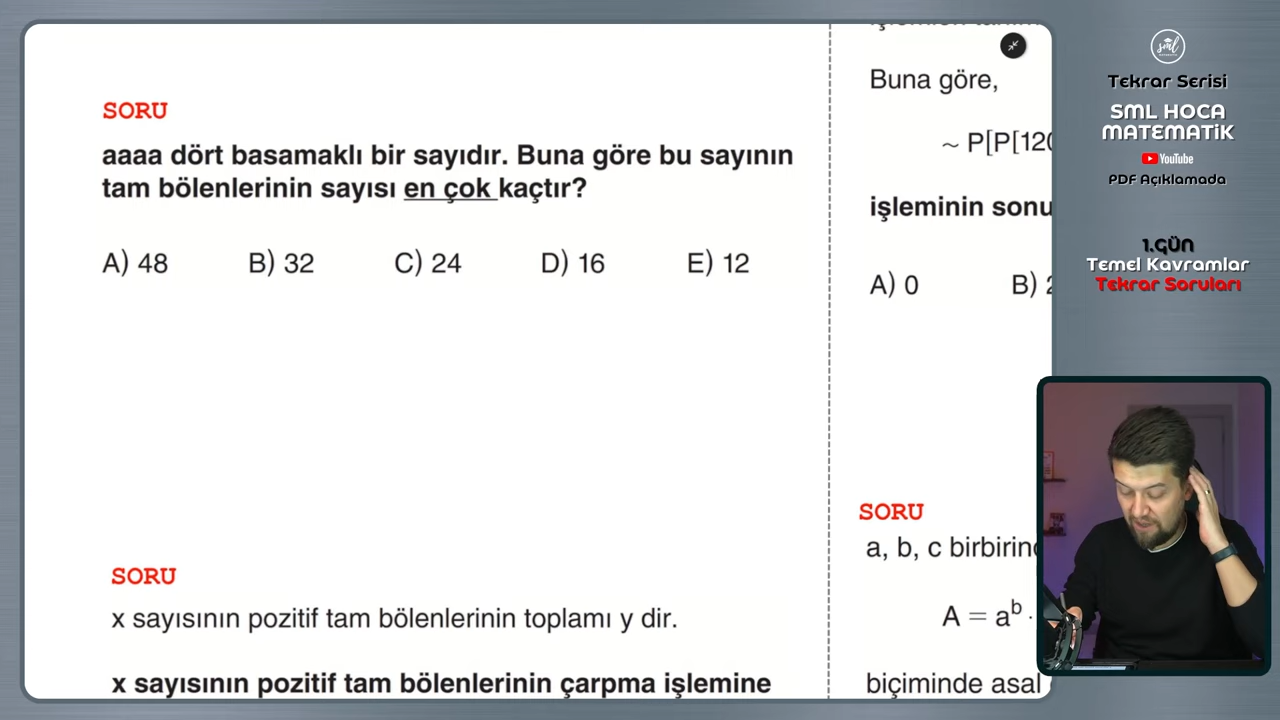 SORU
aaaa dört basamaklı bir sayıdır. Buna göre bu sayının
tam bölenlerinin sayısı en çok kaçtır?
A) 48 B) 32 C) 24 D) 16 E) 12
SORU
x sayısının pozitif tam bölenlerinin toplamı y dir.
x sayısının pozitif tam bölenlerinin çarpma işlemine
Buna göre,
~ P[P[120
işleminin sonu
A) 0 B) 2
SORU
a, b, c birbirin
A = a^b ·
biçiminde asal
sml
Tekrar Serisi
SML HOCA
MATEMATİK
YouTube
PDF Açıklamada
1.GÜN
Temel Kavramlar
Tekrar Soruları